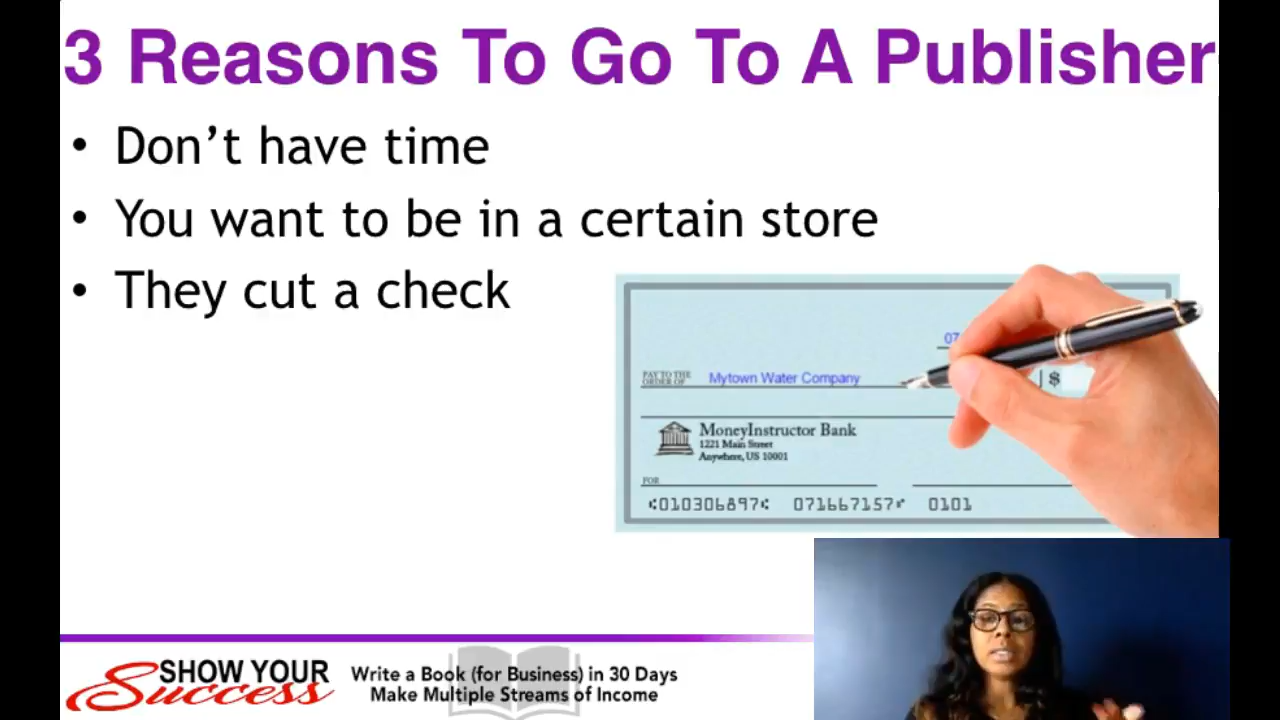 3 Reasons To Go To A Publisher
• Don’t have time
• You want to be in a certain store
• They cut a check
07
PAY TO THE
ORDER OF
Mytown Water Company
$
MoneyInstructor Bank
1221 Main Street
Anywhere, US 10001
FOR
010306897 071667157 0101
SHOW YOUR
Success
Write a Book (for Business) in 30 Days
Make Multiple Streams of Income